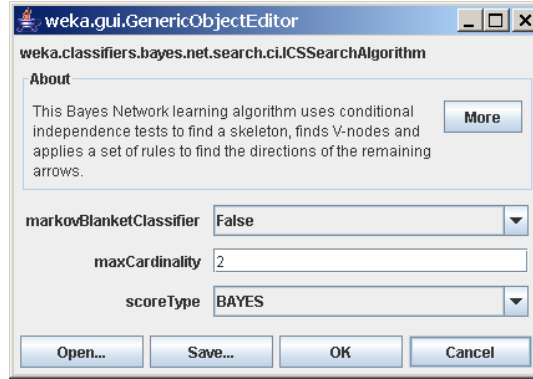 weka.gui.GenericObjectEditor
weka.classifiers.bayes.net.search.ci.ICSSearchAlgorithm
About
This Bayes Network learning algorithm uses conditional
independence tests to find a skeleton, finds V-nodes and
applies a set of rules to find the directions of the remaining
arrows.
More
markovBlanketClassifier False
maxCardinality 2
scoreType BAYES
Open... Save... OK Cancel